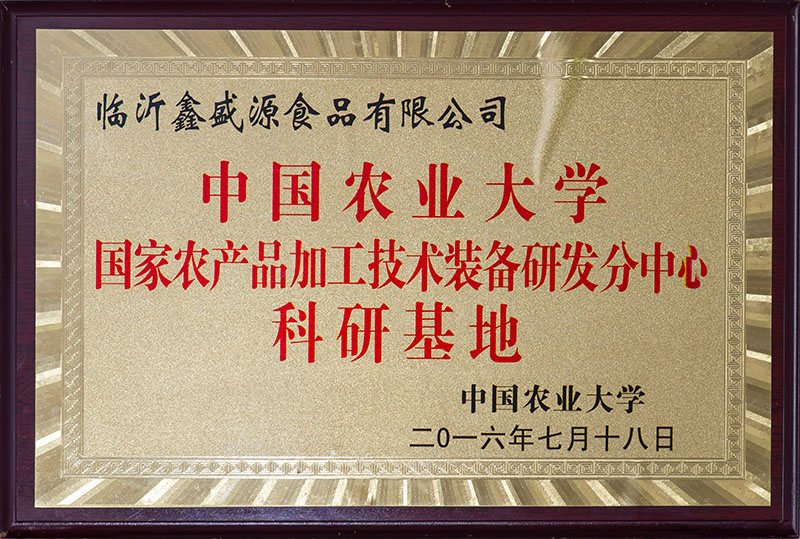 临沂鑫盛源食品有限公司
中国农业大学
国家农产品加工技术装备研发分中心
科研基地
中国农业大学
二〇一六年七月十八日